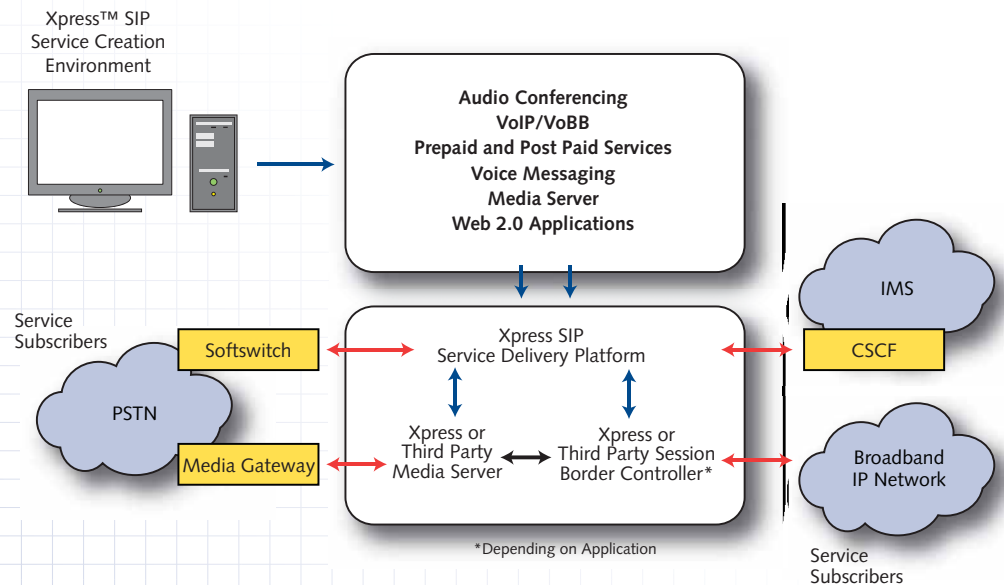 Xpress™ SIP
Service Creation
Environment
Audio Conferencing
VoIP/VoBB
Prepaid and Post Paid Services
Voice Messaging
Media Server
Web 2.0 Applications
Service
Subscribers
Softswitch
PSTN
Media Gateway
Xpress SIP
Service Delivery Platform
Xpress or
Third Party
Media Server
Xpress or
Third Party Session
Border Controller*
*Depending on Application
IMS
CSCF
Broadband
IP Network
Service
Subscribers